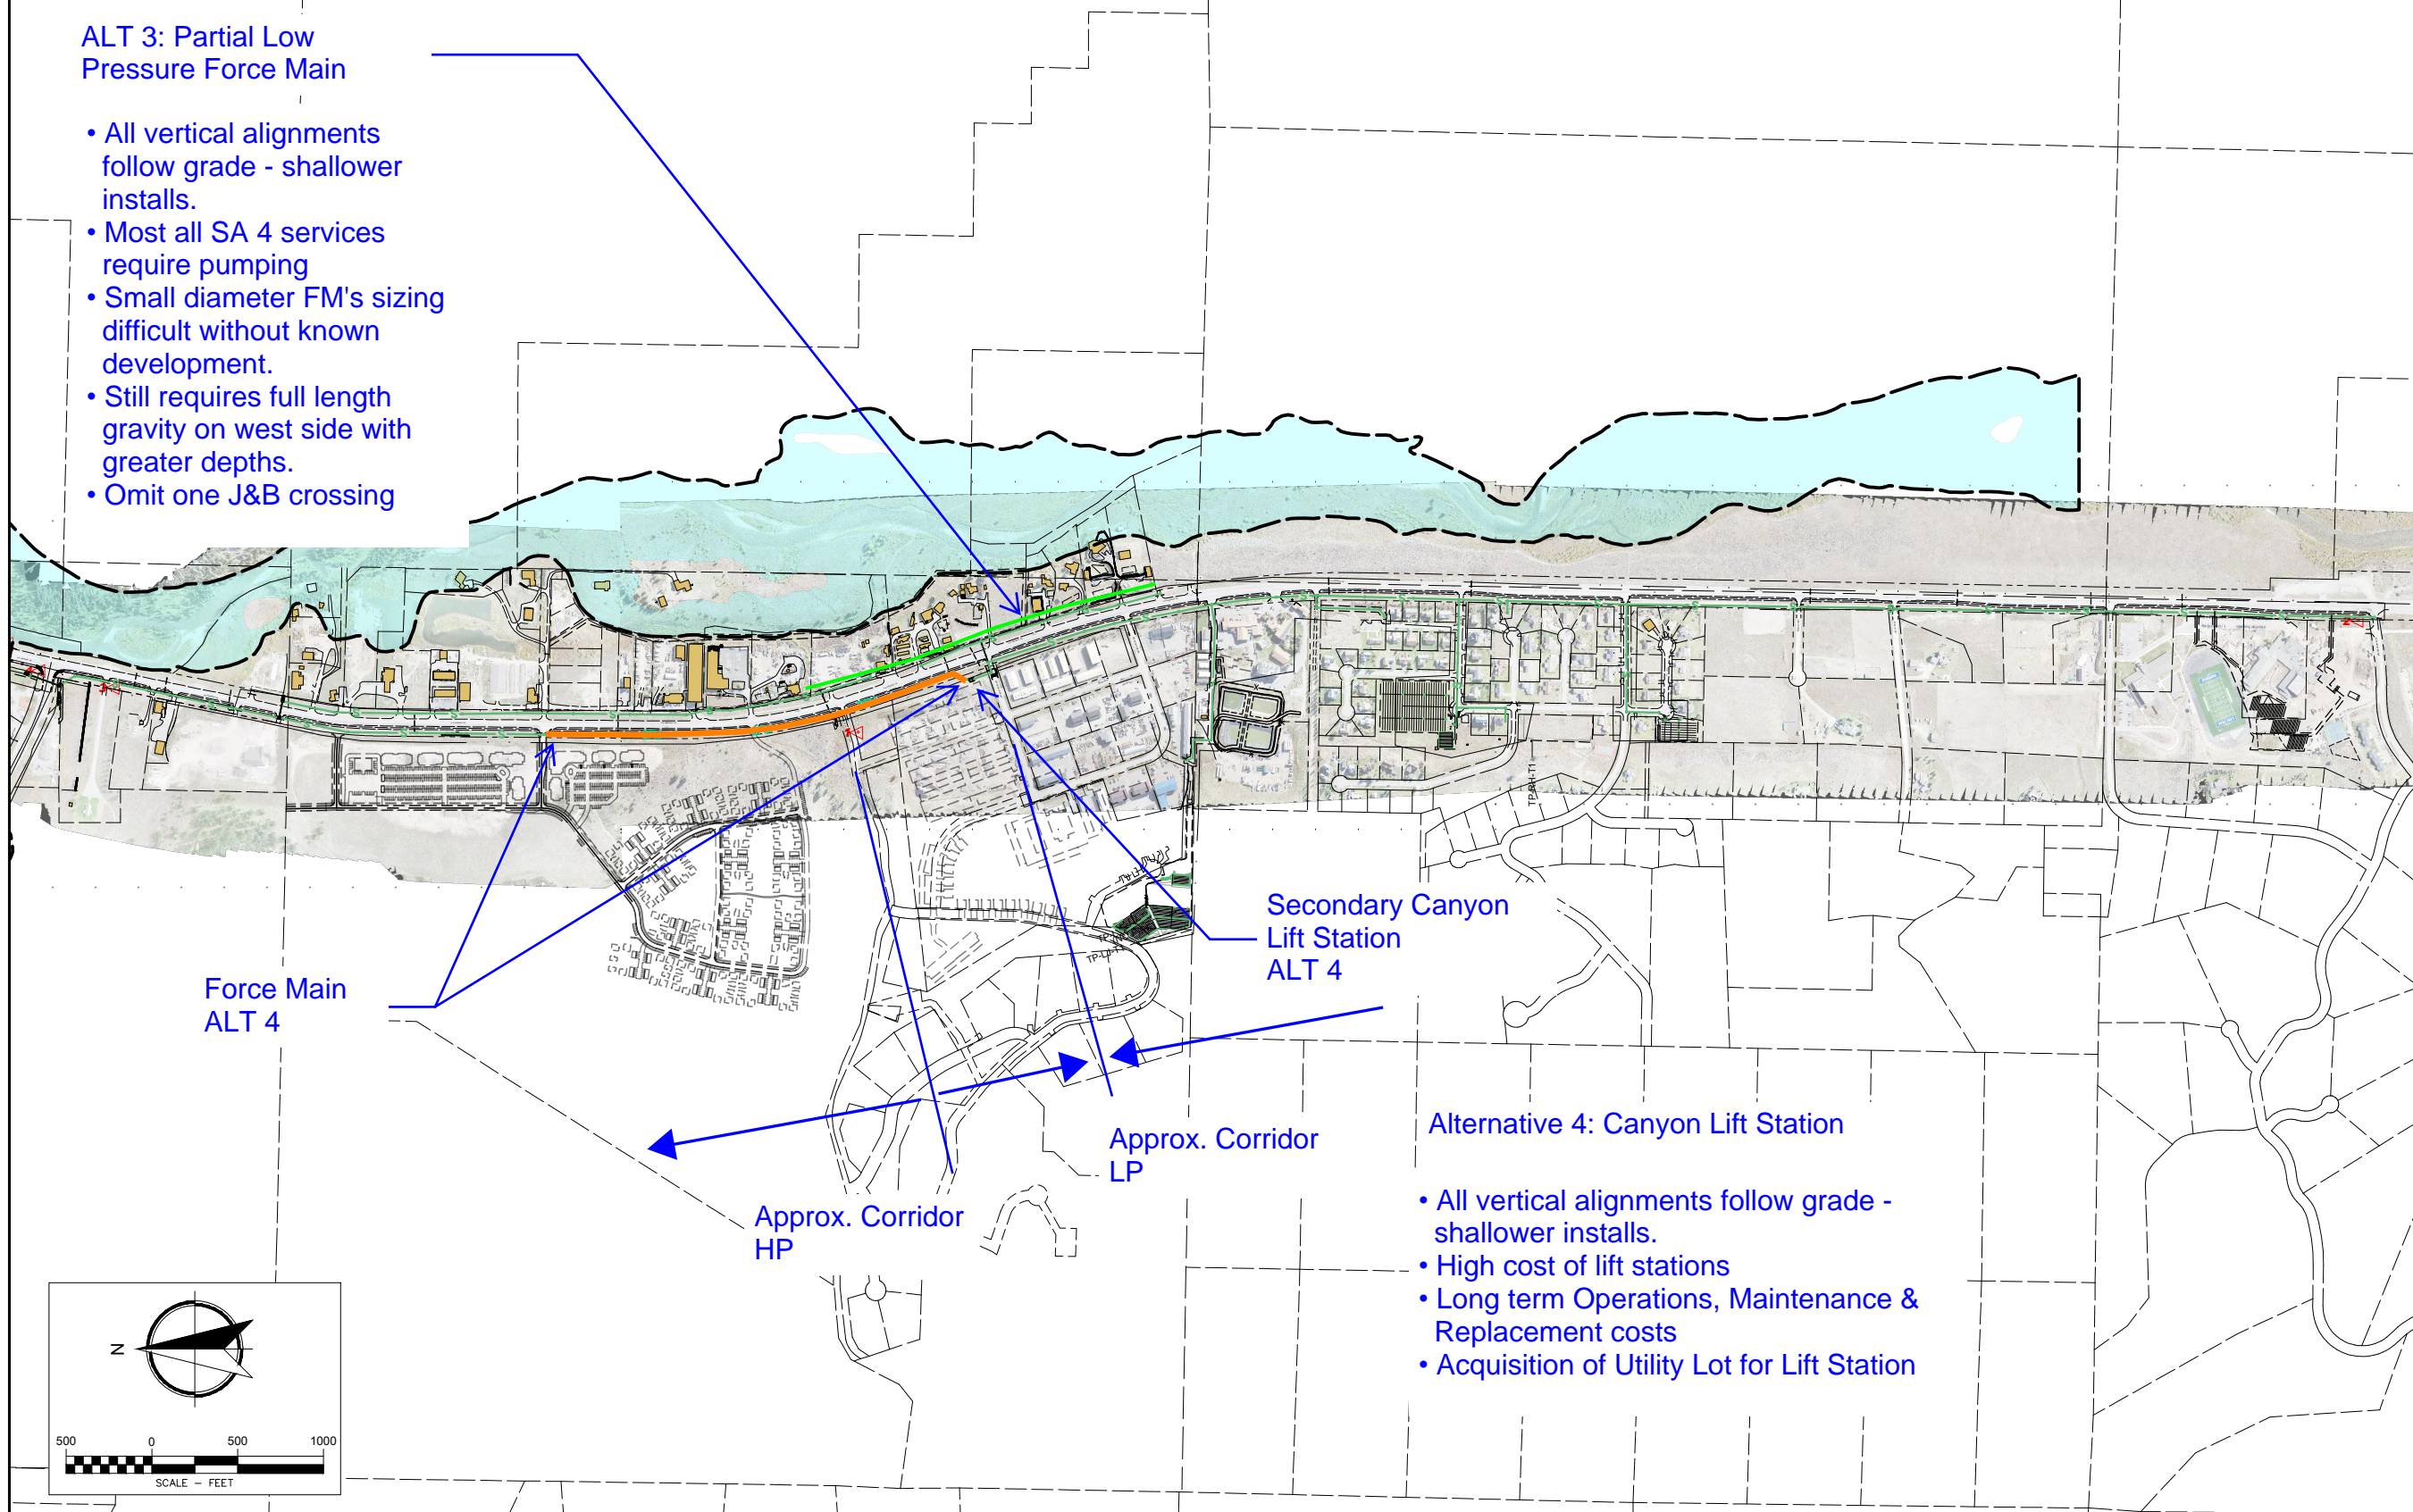 ALT 3: Partial Low
Pressure Force Main
• All vertical alignments
follow grade - shallower
installs.
• Most all SA 4 services
require pumping
• Small diameter FM's sizing
difficult without known
development.
• Still requires full length
gravity on west side with
greater depths.
• Omit one J&B crossing
Force Main
ALT 4
Secondary Canyon
Lift Station
ALT 4
Approx. Corridor
LP
Approx. Corridor
HP
Alternative 4: Canyon Lift Station
• All vertical alignments follow grade -
shallower installs.
• High cost of lift stations
• Long term Operations, Maintenance &
Replacement costs
• Acquisition of Utility Lot for Lift Station
TP-RH-T1
N
500 0 500 1000
SCALE – FEET